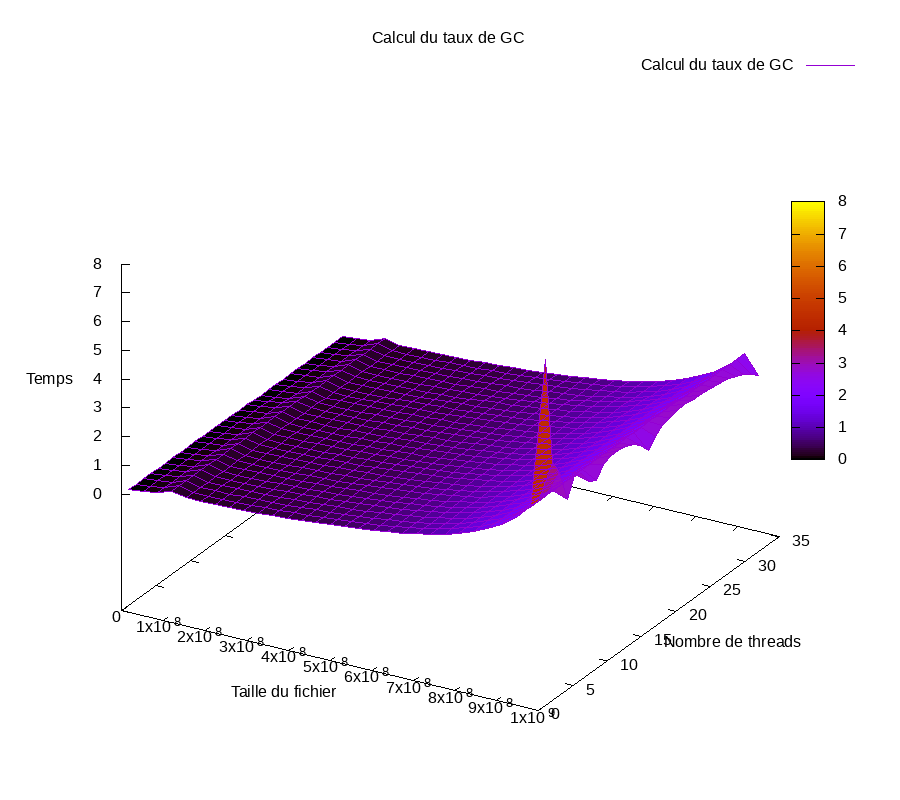 Calcul du taux de GC
Calcul du taux de GC
8
7
6
5
4
3
2
1
0
Temps
8
7
6
5
4
3
2
1
0
0
1x10 8
2x10 8
3x10 8
4x10 8
5x10 8
6x10 8
7x10 8
8x10 8
9x10 8
1x10 9
Taille du fichier
0
5
10
15
20
25
30
35
Nombre de threads